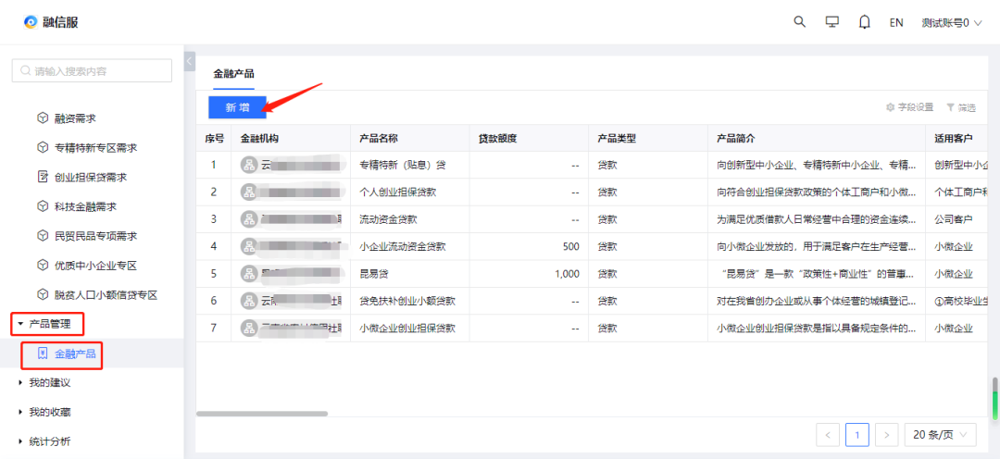 融信服
EN 测试账号0
请输入搜索内容
融资需求
专精特新专区需求
创业担保贷需求
科技金融需求
民贸民品专项需求
优质中小企业专区
脱贫人口小额信贷专区
产品管理
金融产品
我的建议
我的收藏
统计分析
金融产品
新 增
字段设置 筛选
序号 金融机构 产品名称 贷款额度 产品类型 产品简介 适用客户
1 云 专精特新（贴息）贷 -- 贷款 向创新型中小企业、专精特新中小企业、专精... 创新型中小企
2 个人创业担保贷款 -- 贷款 向符合创业担保贷款政策的个体工商户和小微... 个体工商户和
3 流动资金贷款 -- 贷款 为满足优质借款人日常经营中合理的资金连续... 公司客户
4 小企业流动资金贷款 500 贷款 向小微企业发放的，用于满足客户在生产经营... 小微企业
5 昆易贷 1,000 贷款 “昆易贷”是一款“政策性+商业性”的普惠... 小微企业
6 云 贷免扶补创业小额贷款 -- 贷款 对在我省创办企业或从事个体经营的城镇登记... ①高校毕业生
7 小微企业创业担保贷款 -- 贷款 小微企业创业担保贷款是指以具备规定条件的... 小微企业
< 1 > 20 条/页